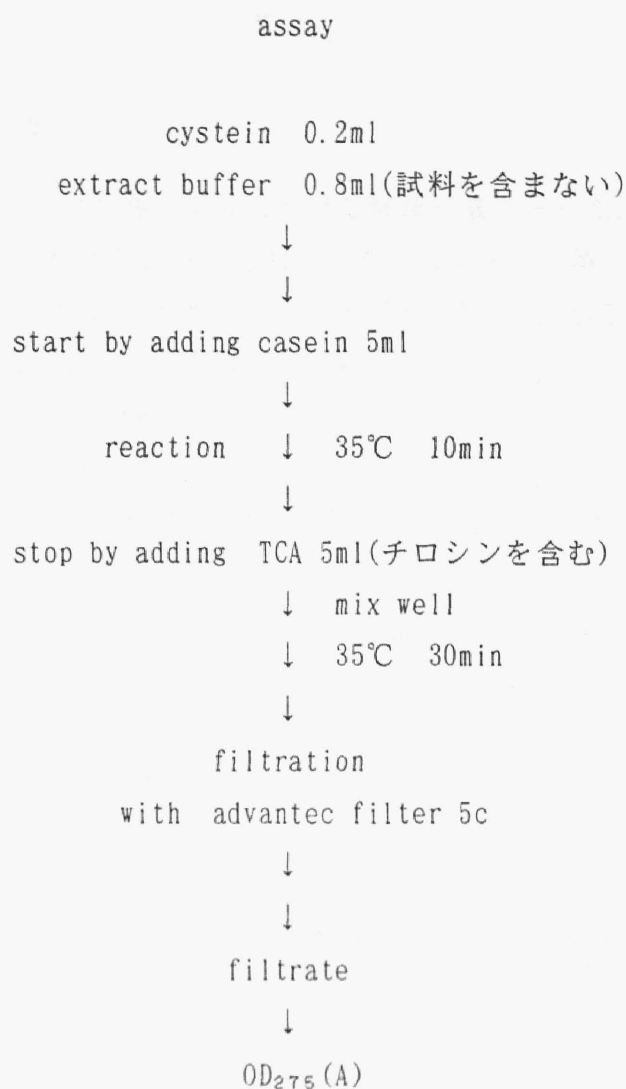 assay
cystein 0.2ml
extract buffer 0.8ml(試料を含まない)
↓
↓
start by adding casein 5ml
↓
reaction ↓ 35℃ 10min
↓
stop by adding TCA 5ml(チロシンを含む)
↓ mix well
↓ 35℃ 30min
↓
filtration
with advantec filter 5c
↓
↓
filtrate
↓
OD₂₇₅(A)